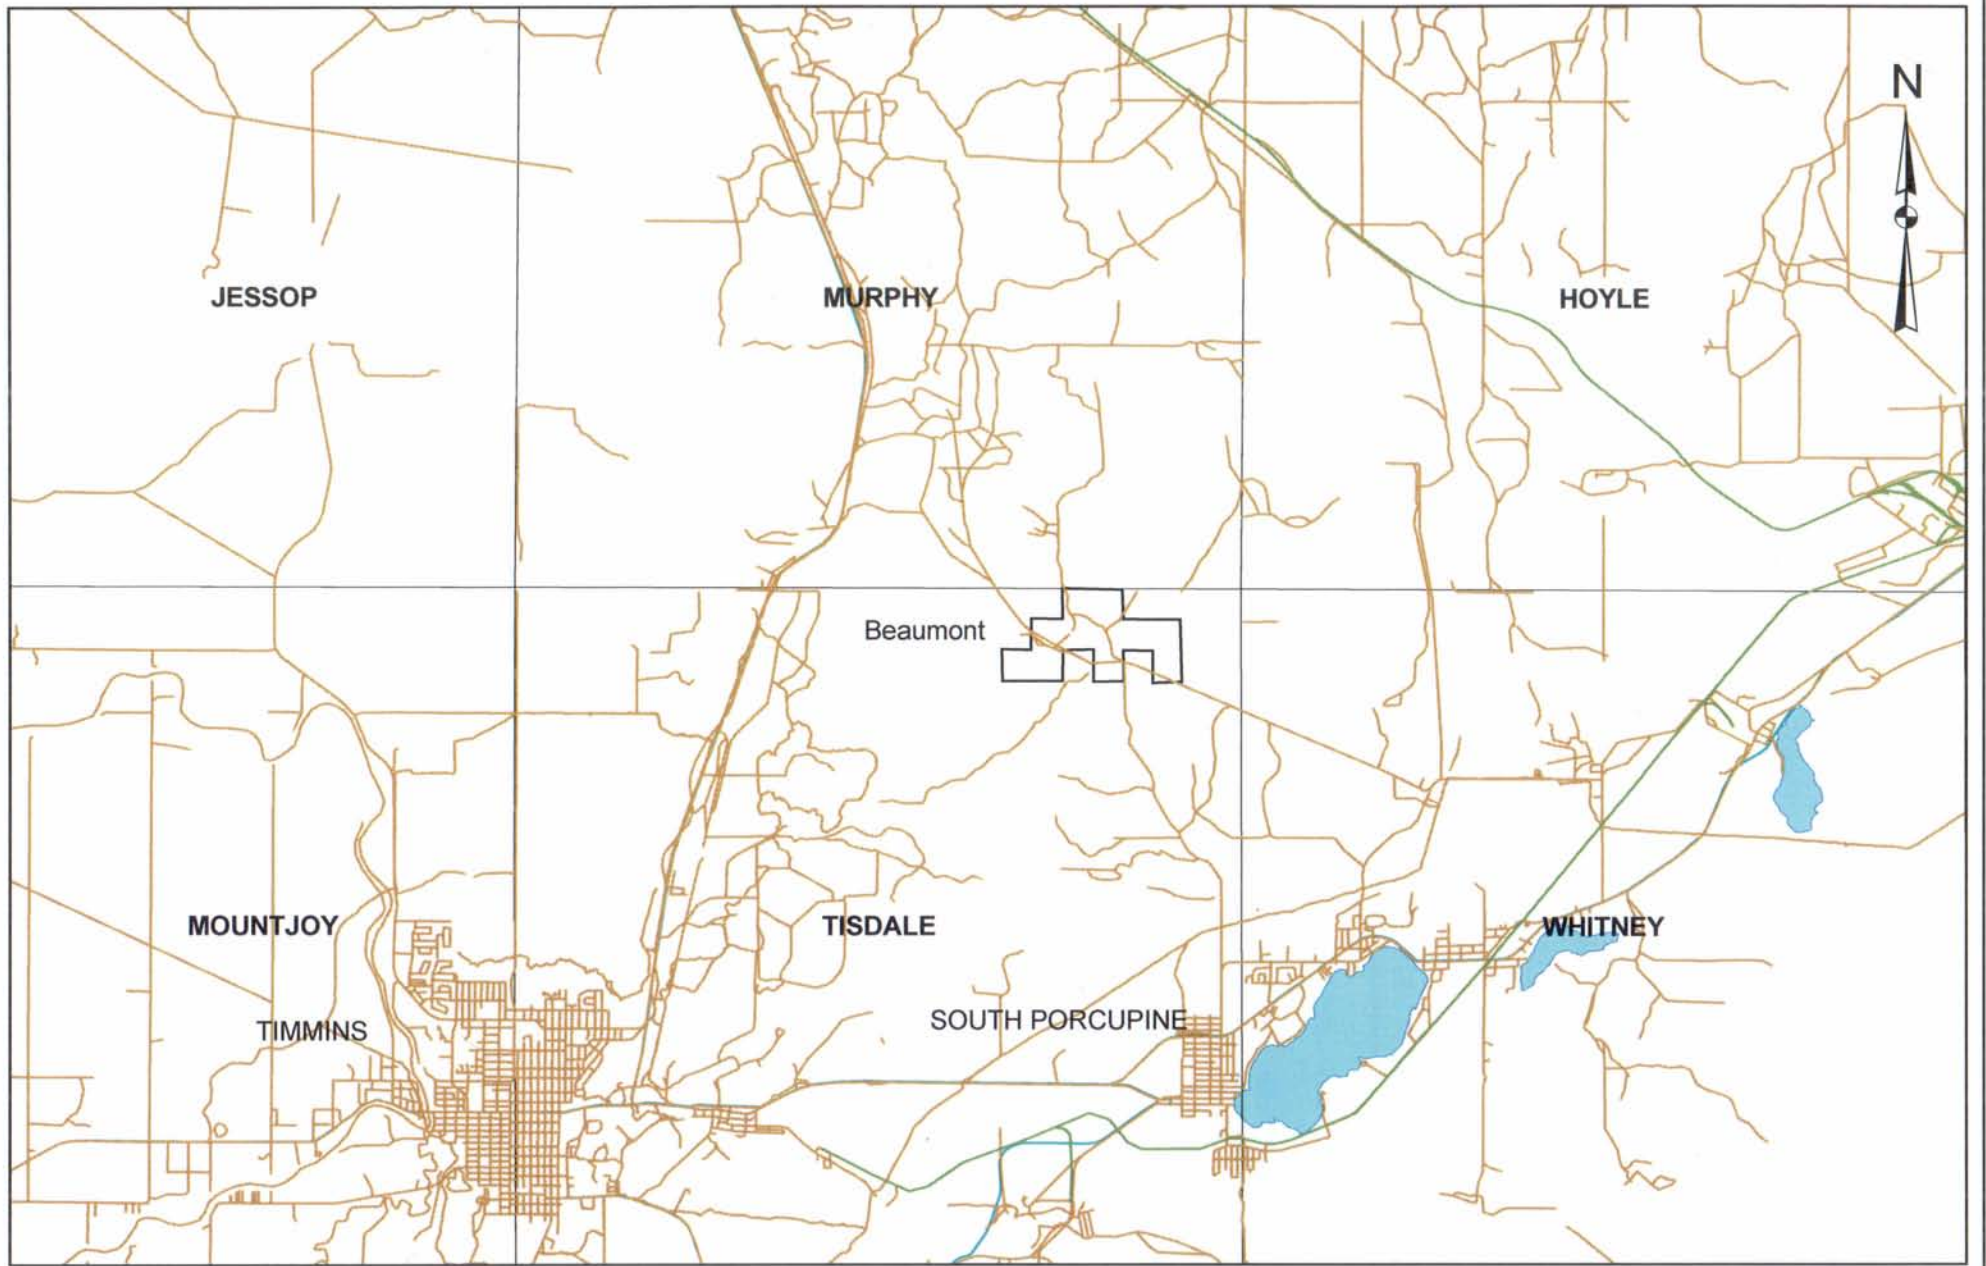 N
JESSOP
MURPHY
HOYLE
Beaumont
MOUNTJOY
TISDALE
WHITNEY
TIMMINS
SOUTH PORCUPINE